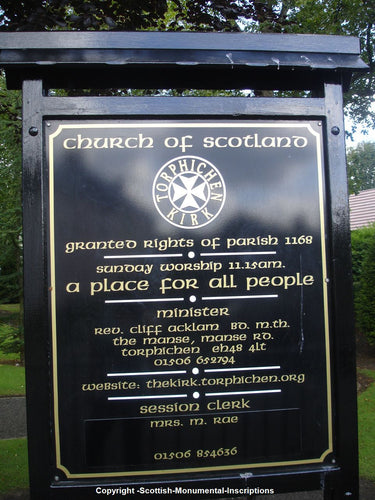 church of scotland
TORPHICHEN
KIRK
granted rights of parish 1168
sunday worship 11.15am.
a place for all people
minister
rev. cliff acklam BD. m.th.
the manse, manse rd.
torphichen eh48 4lt
01506 652794
website: thekirk.torphichen.org
session clerk
mrs. m. rae
01506 854636
Copyright -Scottish-Monumental-Inscriptions